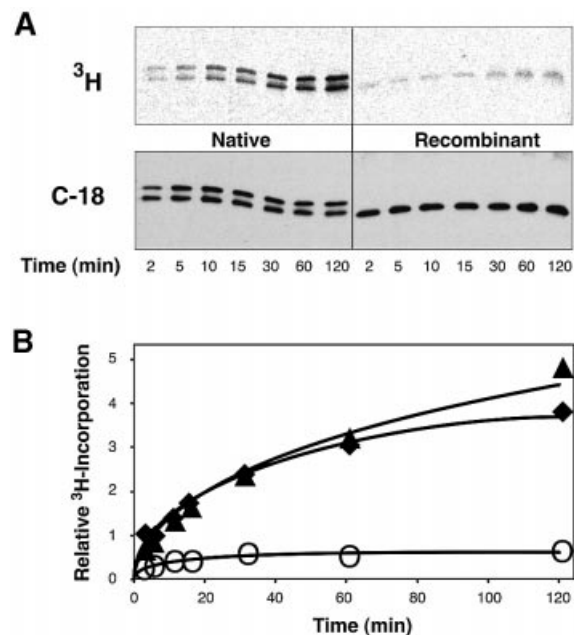 A
³H
Native Recombinant
C-18
Time (min) 2 5 10 15 30 60 120 2 5 10 15 30 60 120
B
Relative ³H-Incorporation
5
4
3
2
1
0
0 20 40 60 80 100 120
Time (min)